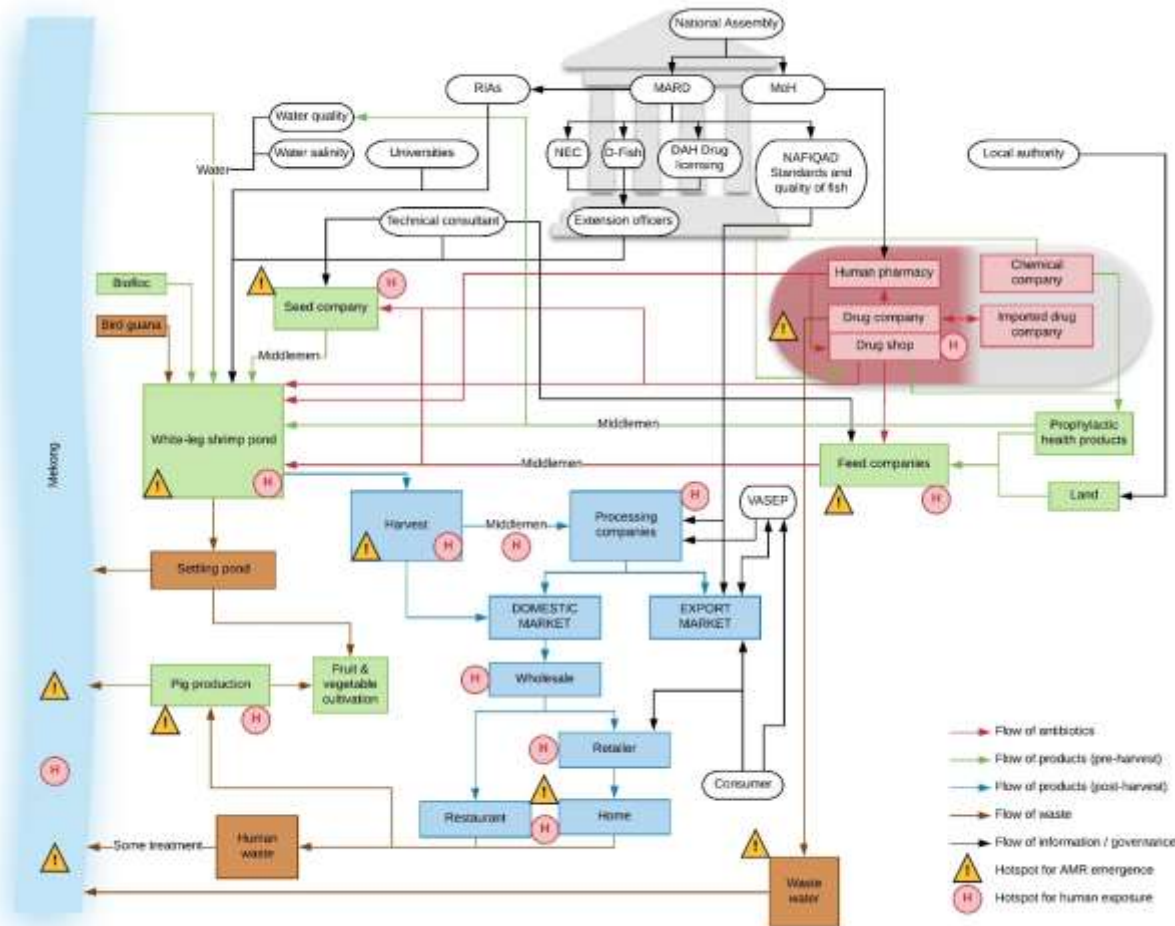 National Assembly
RIAs
MARD
MoH
Water quality
Water salinity
Water
Universities
NEC
D-Fish
DAH Drug
licensing
NAFIQAD
Standards and
quality of fish
Local authority
Technical consultant
Extension officers
Biofloc
Bird guana
H
Seed company
Middlemen
Human pharmacy
Chemical
company
Drug company
Imported drug
company
Drug shop
H
Mekong
White-leg shrimp pond
H
Middlemen
Prophylactic
health products
Middlemen
Feed companies
H
Land
Harvest
H
Middlemen
H
Processing
companies
H
VASEP
Settling pond
DOMESTIC
MARKET
EXPORT
MARKET
Pig production
H
Fruit &
vegetable
cultivation
H
Wholesale
H
H
Retailer
Consumer
Restaurant
H
Home
Some treatment
Human
waste
Waste
water
Flow of antibiotics
Flow of products (pre-harvest)
Flow of products (post-harvest)
Flow of waste
Flow of information / governance
! Hotspot for AMR emergence
H Hotspot for human exposure